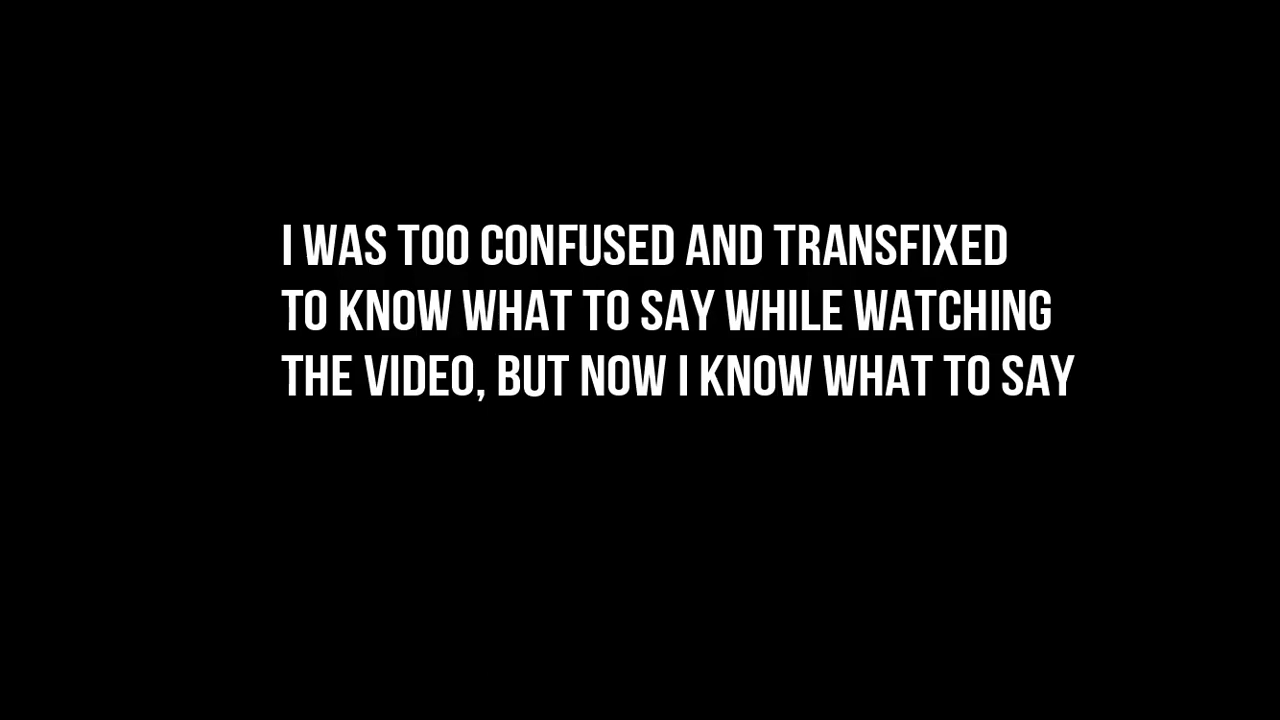 I WAS TOO CONFUSED AND TRANSFIXED
TO KNOW WHAT TO SAY WHILE WATCHING
THE VIDEO, BUT NOW I KNOW WHAT TO SAY